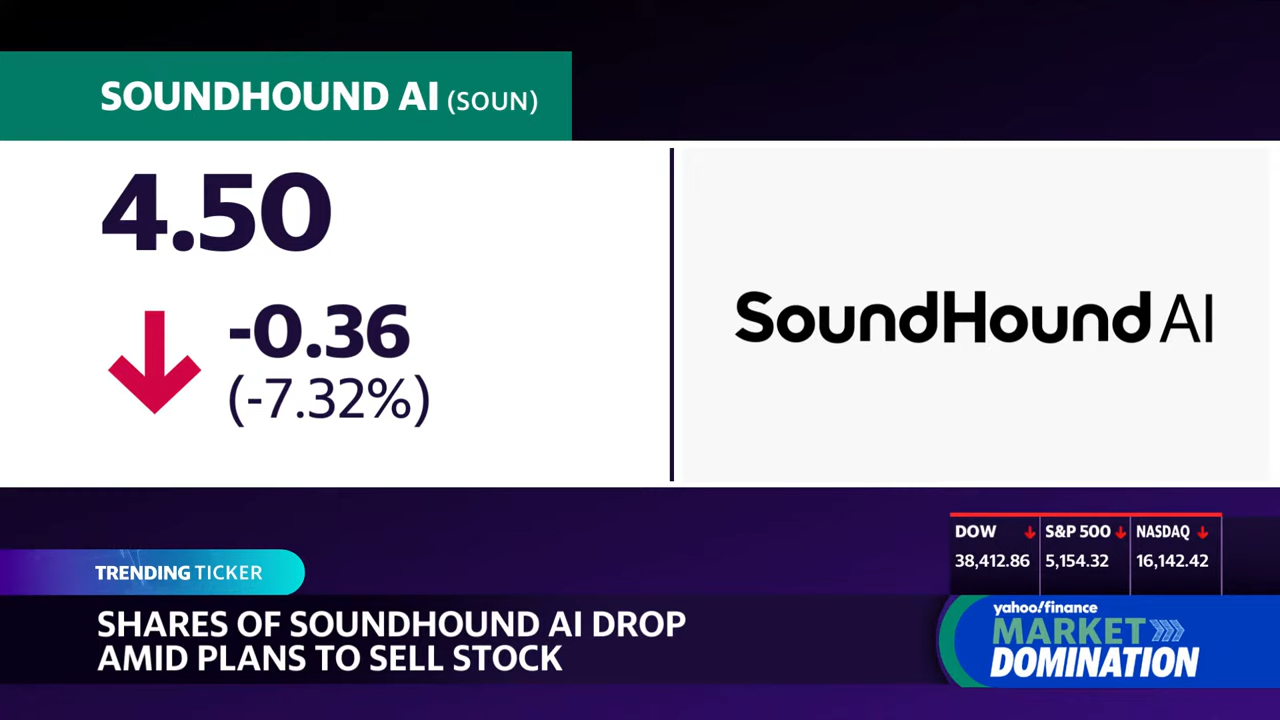 SOUNDHOUND AI (SOUN)
4.50
-0.36
(-7.32%)
SoundHound AI
DOW
38,412.86
S&P 500
5,154.32
NASDAQ
16,142.42
TRENDING TICKER
SHARES OF SOUNDHOUND AI DROP
AMID PLANS TO SELL STOCK
yahoo!finance
MARKET
DOMINATION